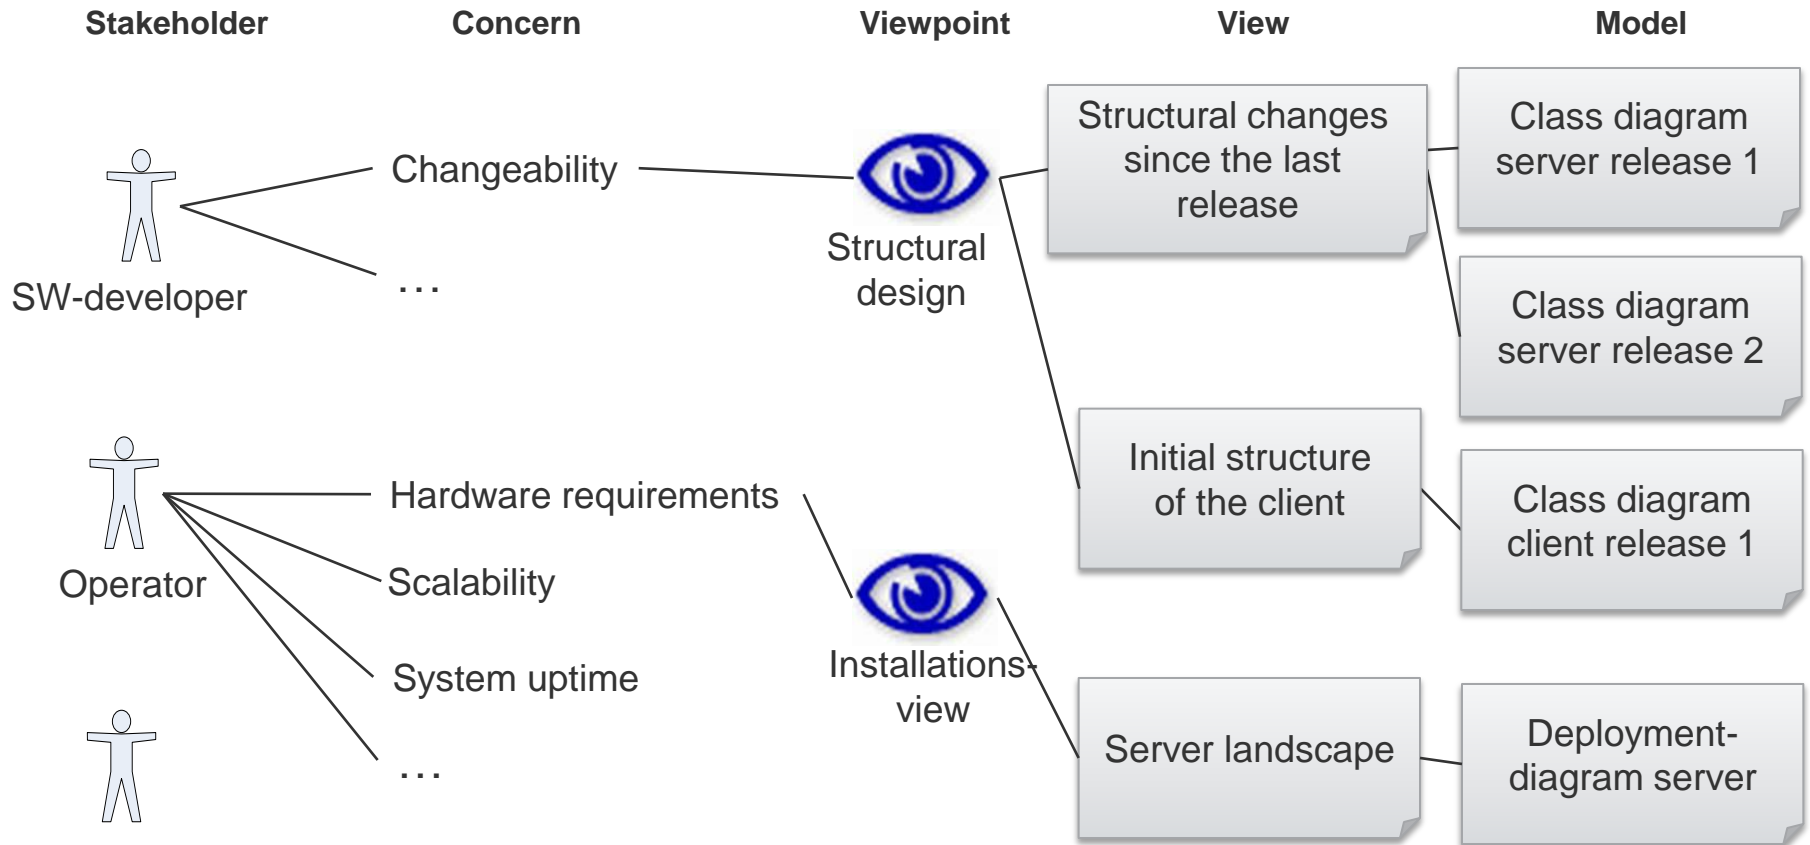 Stakeholder
Concern
Viewpoint
View
Model
SW-developer
Changeability
…
Structural
design
Structural changes
since the last
release
Class diagram
server release 1
Class diagram
server release 2
Operator
Hardware requirements
Scalability
System uptime
…
Installations-
view
Initial structure
of the client
Class diagram
client release 1
Server landscape
Deployment-
diagram server